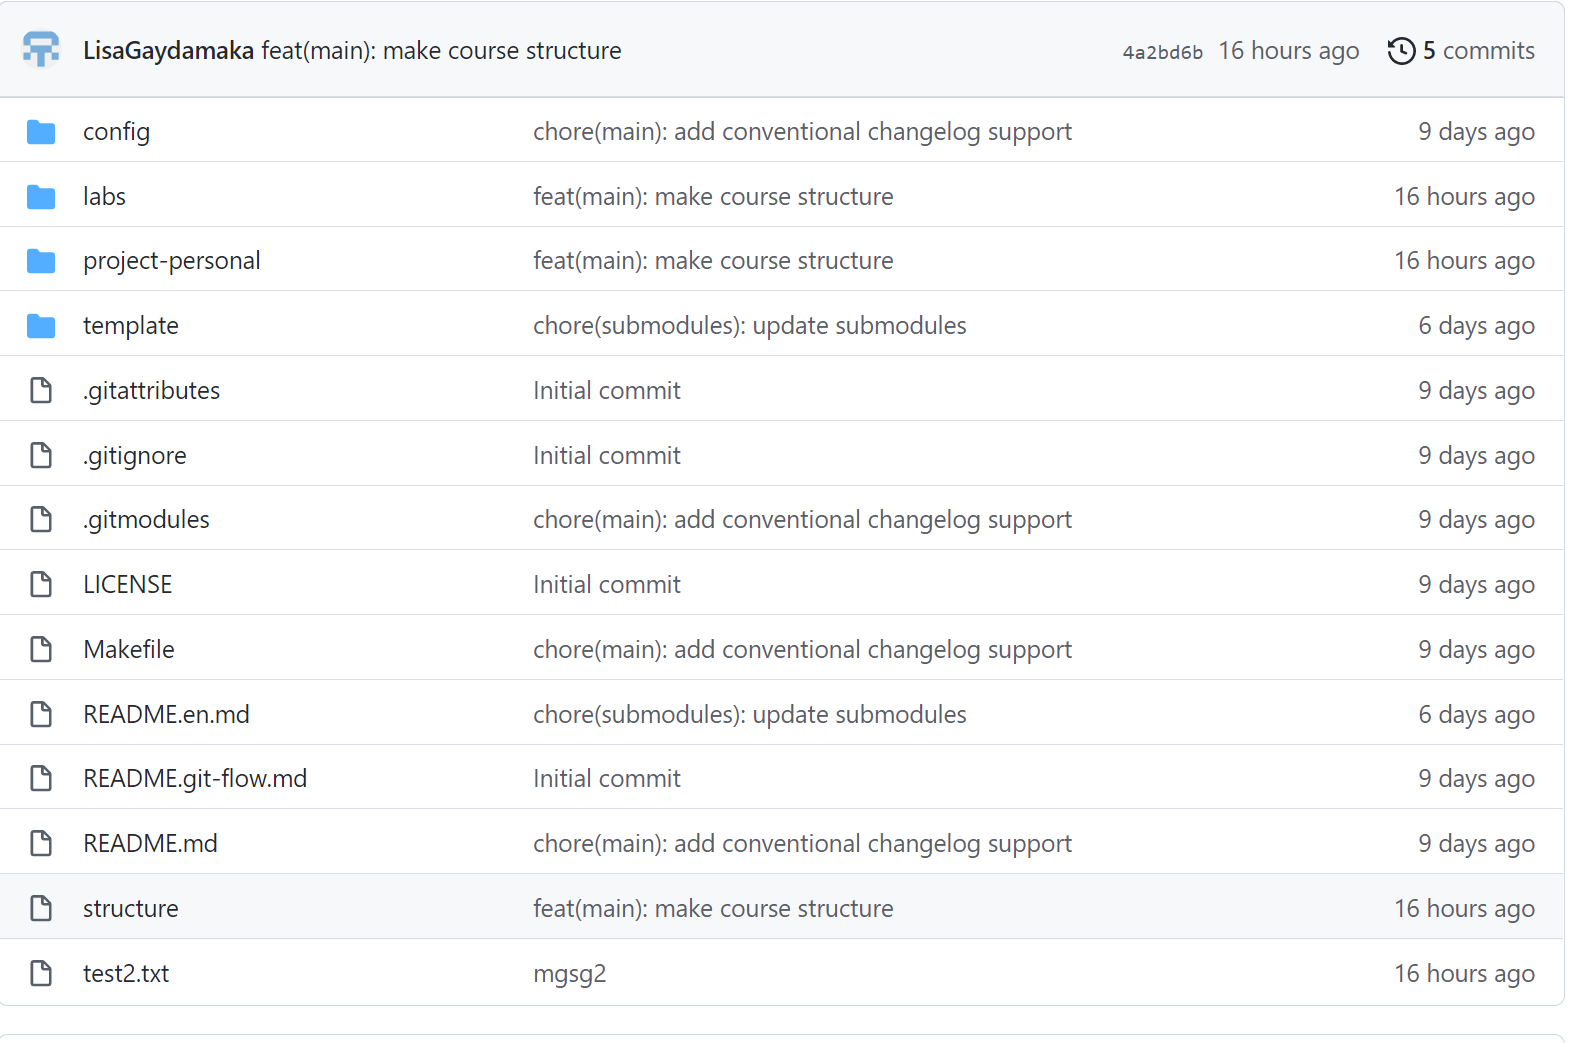 LisaGaydamaka feat(main): make course structure 4a2bd6b 16 hours ago 5 commits
config chore(main): add conventional changelog support 9 days ago
labs feat(main): make course structure 16 hours ago
project-personal feat(main): make course structure 16 hours ago
template chore(submodules): update submodules 6 days ago
.gitattributes Initial commit 9 days ago
.gitignore Initial commit 9 days ago
.gitmodules chore(main): add conventional changelog support 9 days ago
LICENSE Initial commit 9 days ago
Makefile chore(main): add conventional changelog support 9 days ago
README.en.md chore(submodules): update submodules 6 days ago
README.git-flow.md Initial commit 9 days ago
README.md chore(main): add conventional changelog support 9 days ago
structure feat(main): make course structure 16 hours ago
test2.txt mgsg2 16 hours ago